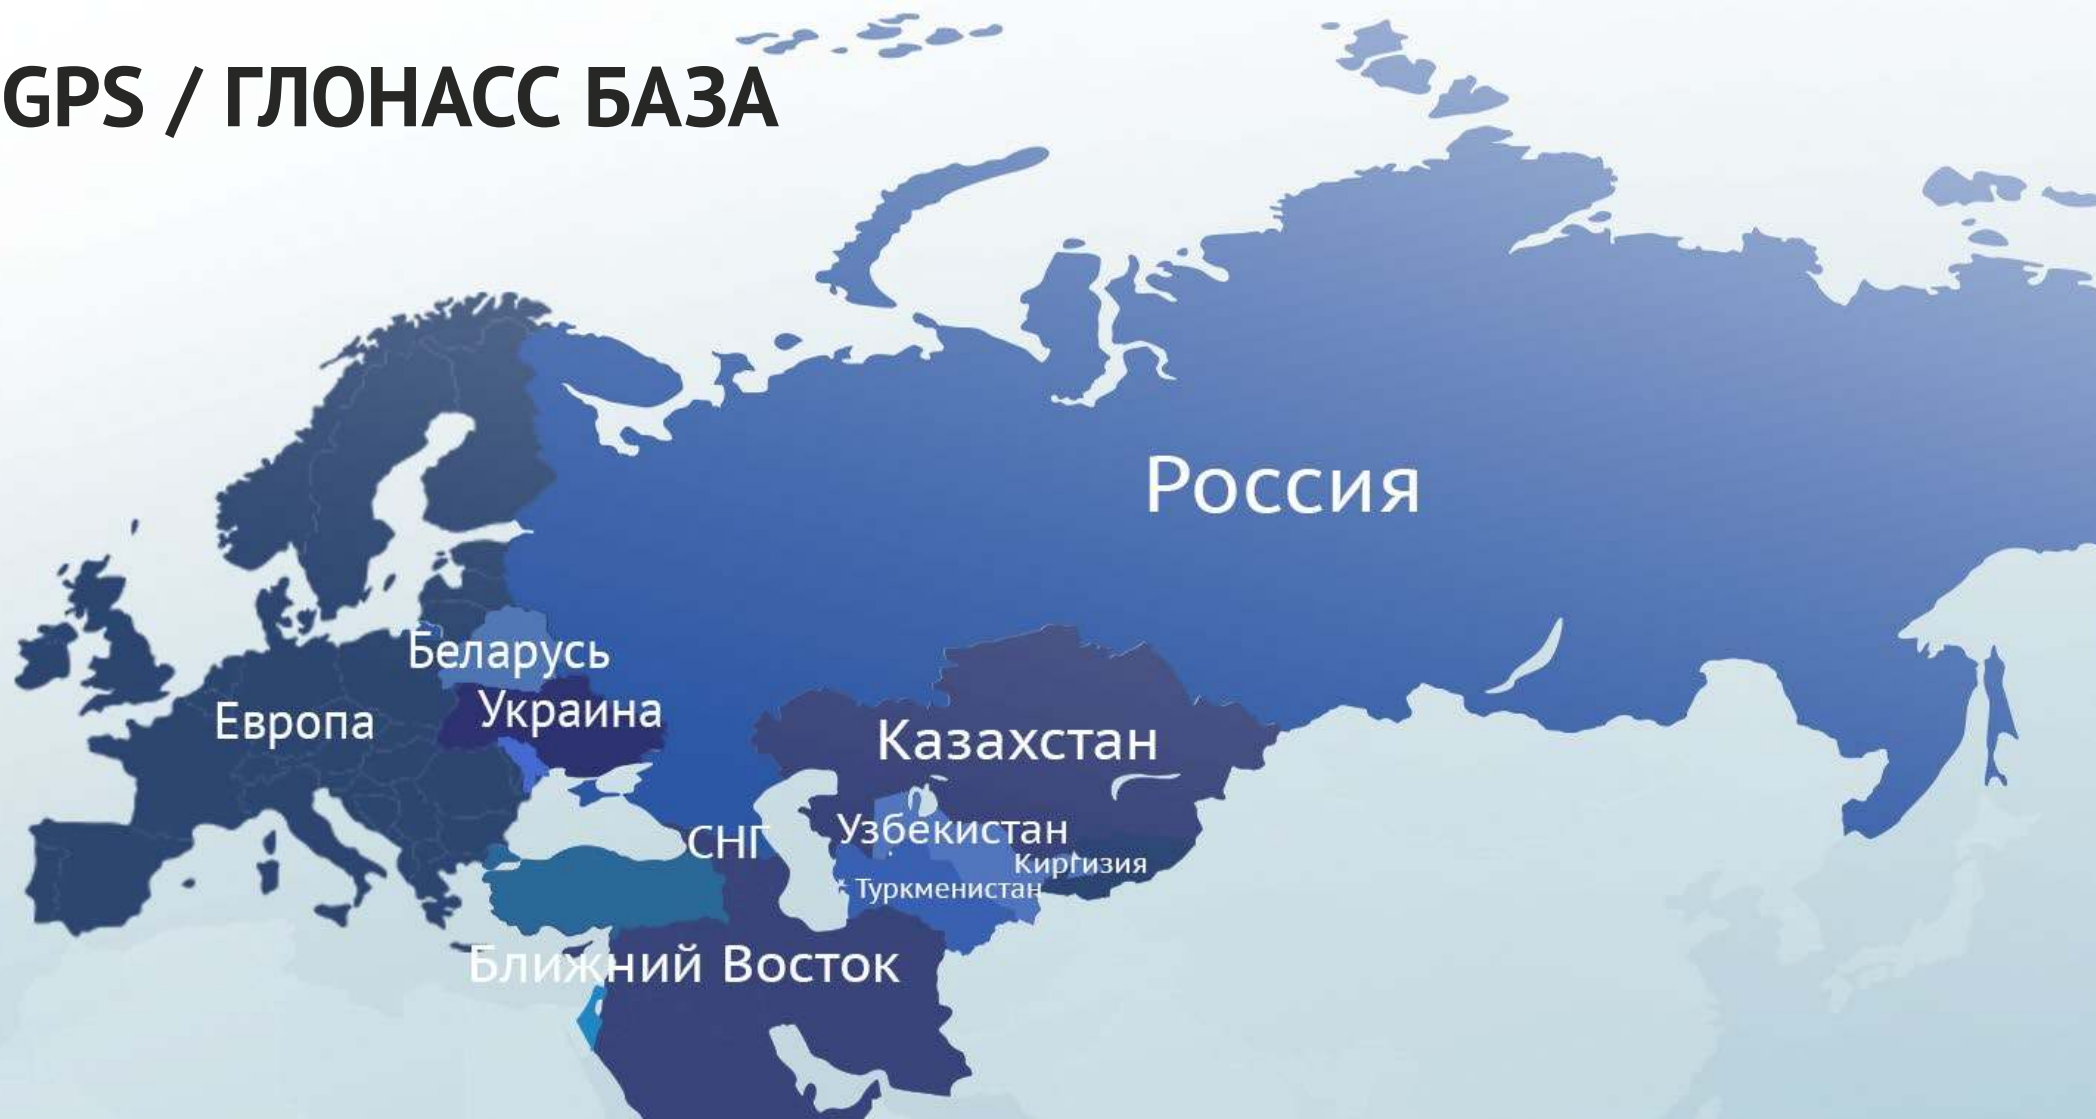 GPS / ГЛОНАСС БАЗА
Россия
Беларусь
Украина
Европа
Казахстан
СНГ
Узбекистан
Киргизия
Туркменистан
Ближний Восток